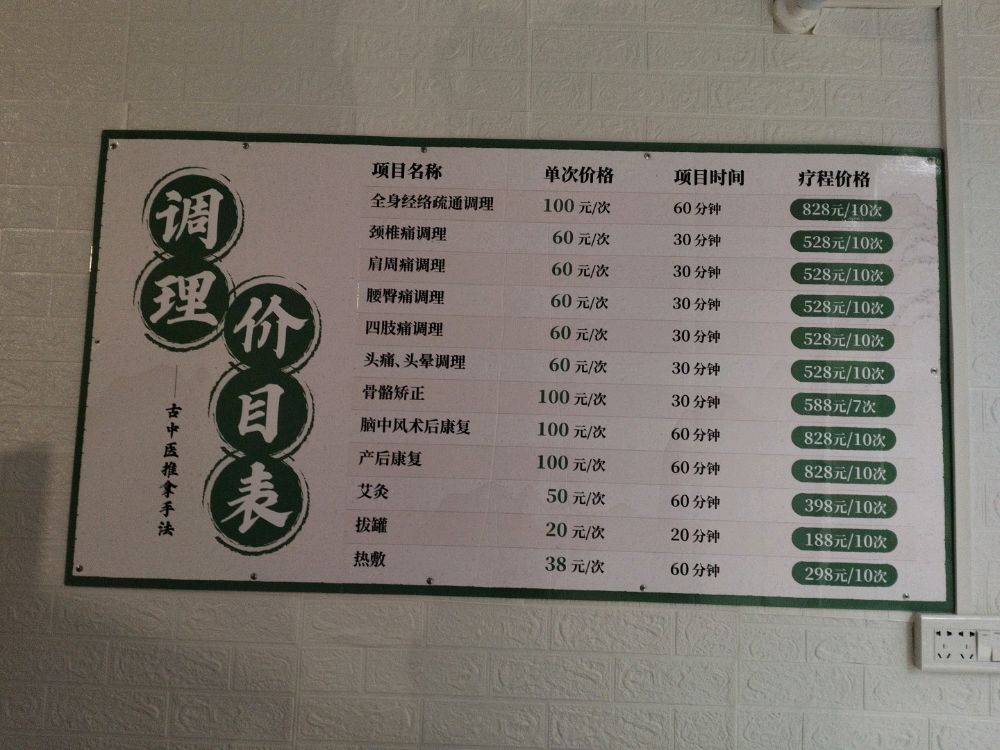 调理
价目表
古中医推拿手法
项目名称 单次价格 项目时间 疗程价格
全身经络疏通调理 100元/次 60分钟 828元/10次
颈椎痛调理 60元/次 30分钟 528元/10次
肩周痛调理 60元/次 30分钟 528元/10次
腰臀痛调理 60元/次 30分钟 528元/10次
四肢痛调理 60元/次 30分钟 528元/10次
头痛、头晕调理 60元/次 30分钟 528元/10次
骨骼矫正 100元/次 30分钟 588元/7次
脑中风术后康复 100元/次 60分钟 828元/10次
产后康复 100元/次 60分钟 828元/10次
艾灸 50元/次 60分钟 398元/10次
拔罐 20元/次 20分钟 188元/10次
热敷 38元/次 60分钟 298元/10次